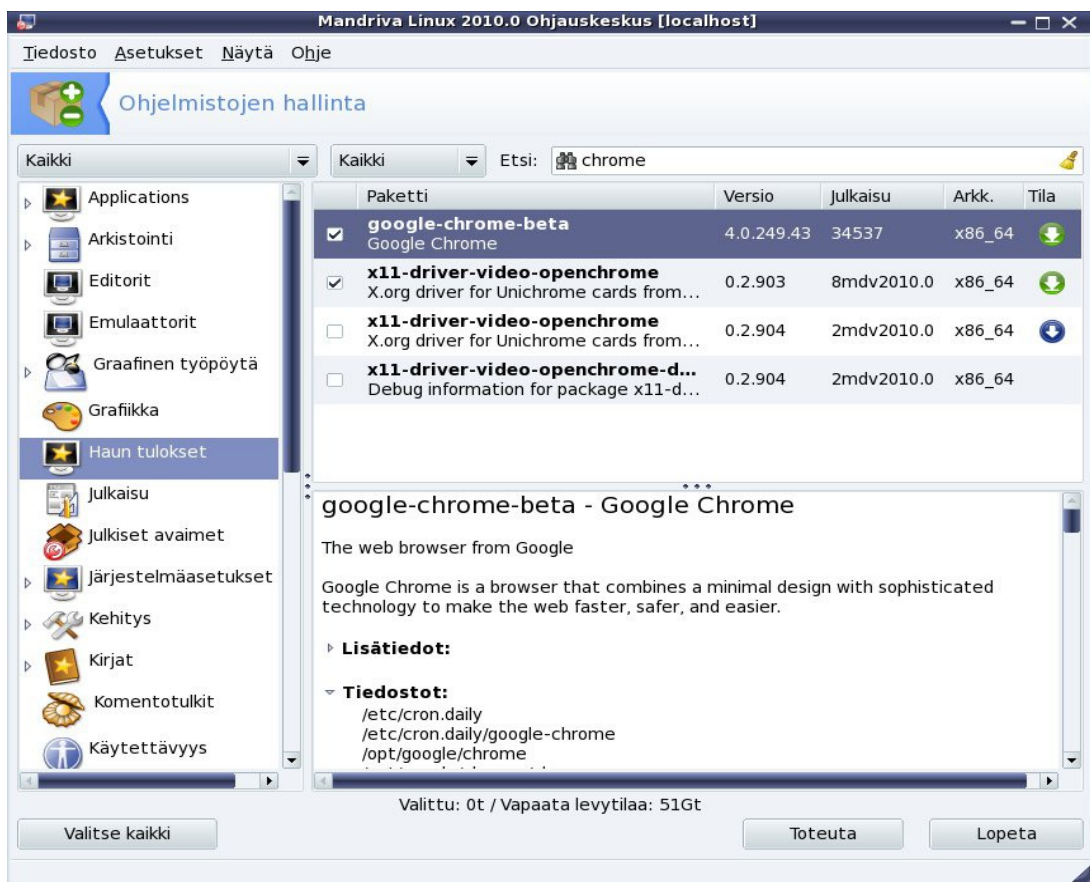 Mandriva Linux 2010.0 Ohjauskeskus [localhost]
Tiedosto Asetukset Näytä Ohje
Ohjelmistojen hallinta
Kaikki Kaikki Etsi: chrome
Applications
Arkistointi
Editorit
Emulaattorit
Graafinen työpöytä
Grafiikka
Haun tulokset
Julkaisu
Julkiset avaimet
Järjestelmäasetukset
Kehitys
Kirjat
Komentotulkit
Käytettävyys
Paketti Versio Julkaisu Arkk. Tila
google-chrome-beta 4.0.249.43 34537 x86_64
Google Chrome
x11-driver-video-openchrome 0.2.903 8mdv2010.0 x86_64
X.org driver for Unichrome cards from...
x11-driver-video-openchrome 0.2.904 2mdv2010.0 x86_64
X.org driver for Unichrome cards from...
x11-driver-video-openchrome-d... 0.2.904 2mdv2010.0 x86_64
Debug information for package x11-d...
google-chrome-beta - Google Chrome
The web browser from Google
Google Chrome is a browser that combines a minimal design with sophisticated
technology to make the web faster, safer, and easier.
Lisätiedot:
Tiedostot:
/etc/cron.daily
/etc/cron.daily/google-chrome
/opt/google/chrome
Valittu: 0t / Vapaata levytilaa: 51Gt
Valitse kaikki Toteuta Lopeta